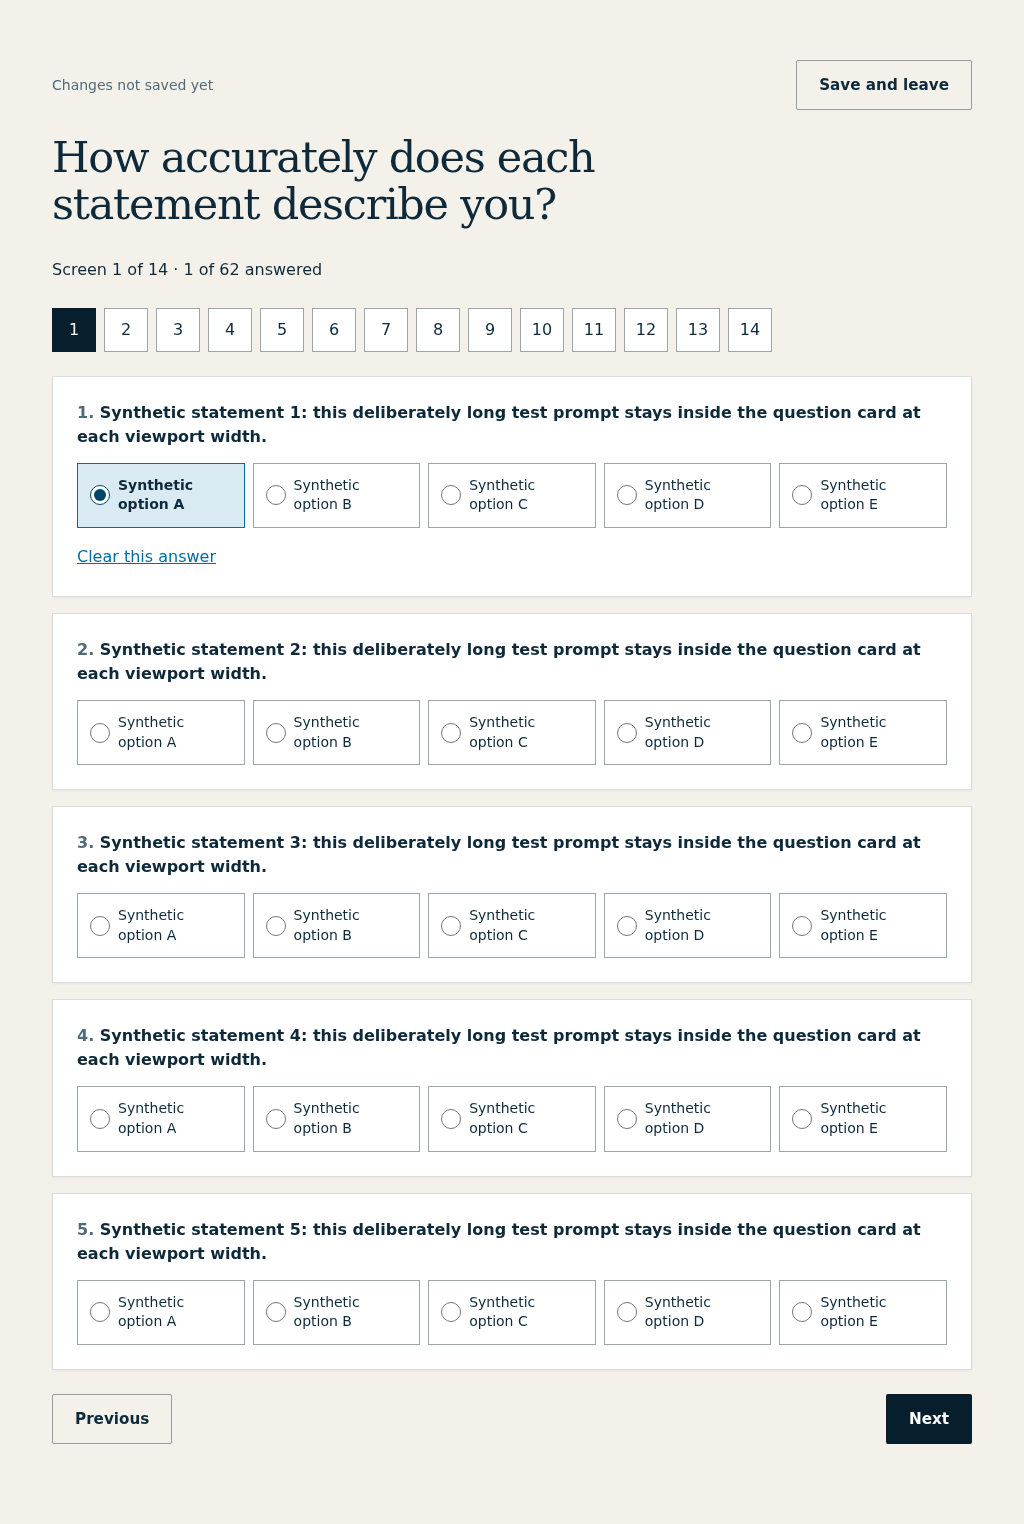 Changes not saved yet
Save and leave
How accurately does each
statement describe you?
Screen 1 of 14 · 1 of 62 answered
1 2 3 4 5 6 7 8 9 10 11 12 13 14
1. Synthetic statement 1: this deliberately long test prompt stays inside the question card at
each viewport width.
Synthetic option A
Synthetic option B
Synthetic option C
Synthetic option D
Synthetic option E
Clear this answer
2. Synthetic statement 2: this deliberately long test prompt stays inside the question card at
each viewport width.
Synthetic option A
Synthetic option B
Synthetic option C
Synthetic option D
Synthetic option E
3. Synthetic statement 3: this deliberately long test prompt stays inside the question card at
each viewport width.
Synthetic option A
Synthetic option B
Synthetic option C
Synthetic option D
Synthetic option E
4. Synthetic statement 4: this deliberately long test prompt stays inside the question card at
each viewport width.
Synthetic option A
Synthetic option B
Synthetic option C
Synthetic option D
Synthetic option E
5. Synthetic statement 5: this deliberately long test prompt stays inside the question card at
each viewport width.
Synthetic option A
Synthetic option B
Synthetic option C
Synthetic option D
Synthetic option E
Previous
Next